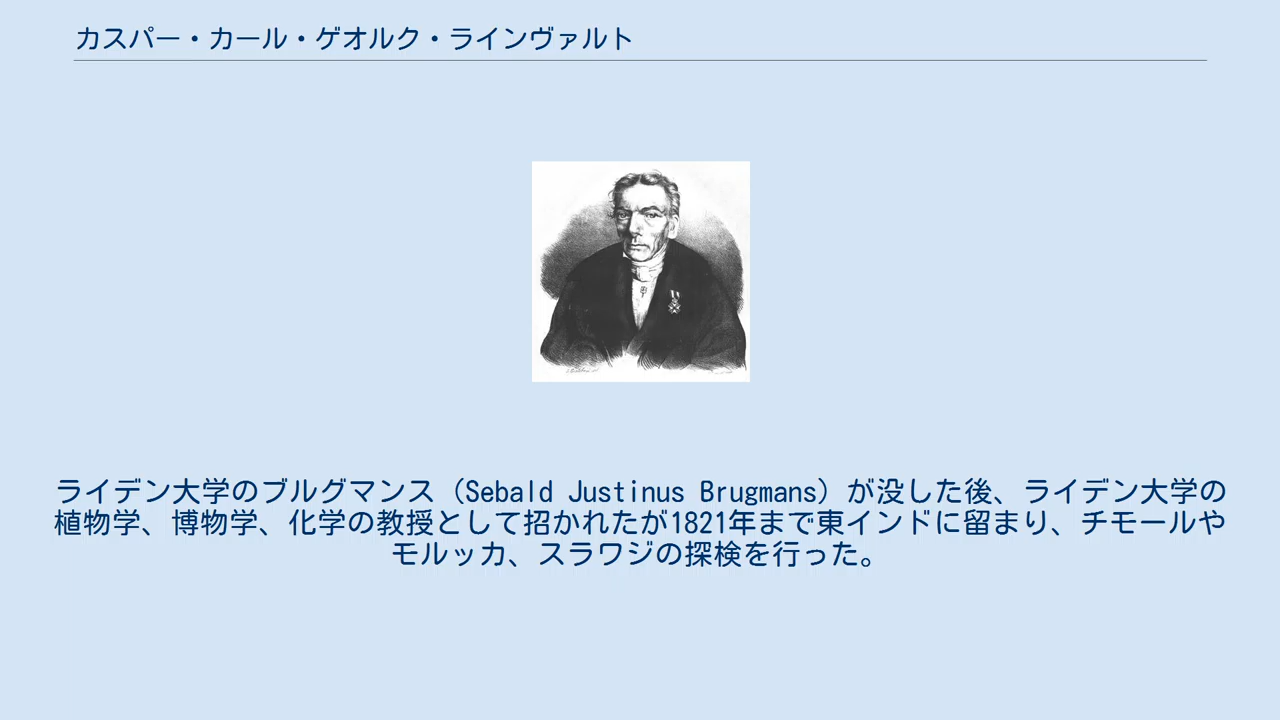 カスパー・カール・ゲオルク・ラインヴァルト
ライデン大学のブルグマンス（Sebald Justinus Brugmans）が没した後、ライデン大学の
植物学、博物学、化学の教授として招かれたが1821年まで東インドに留まり、チモールや
モルッカ、スラワジの探検を行った。